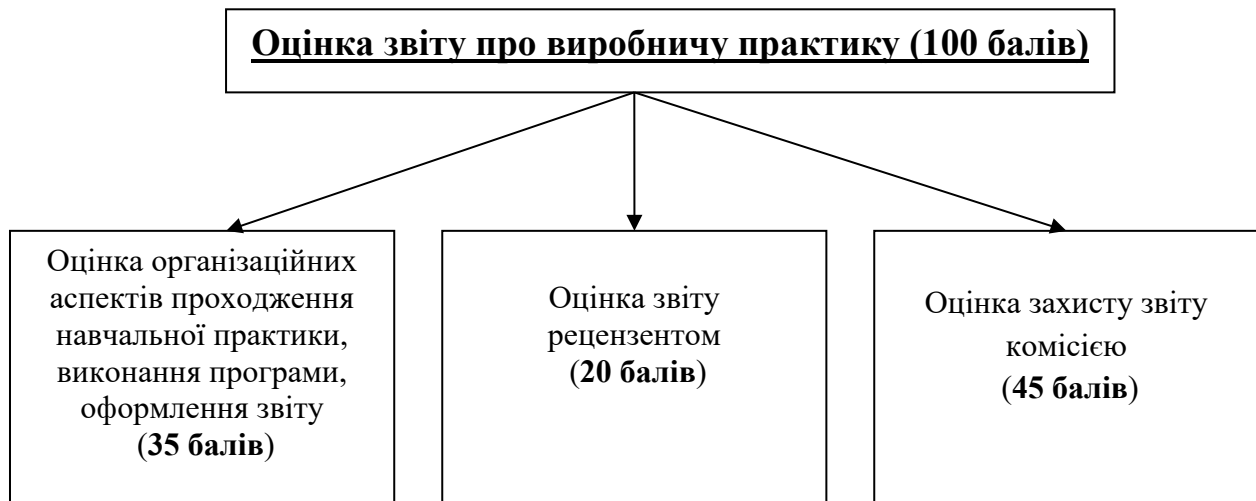 Оцінка звіту про виробничу практику (100 балів)
Оцінка організаційних
аспектів проходження
навчальної практики,
виконання програми,
оформлення звіту
(35 балів)
Оцінка звіту
рецензентом
(20 балів)
Оцінка захисту звіту
комісією
(45 балів)